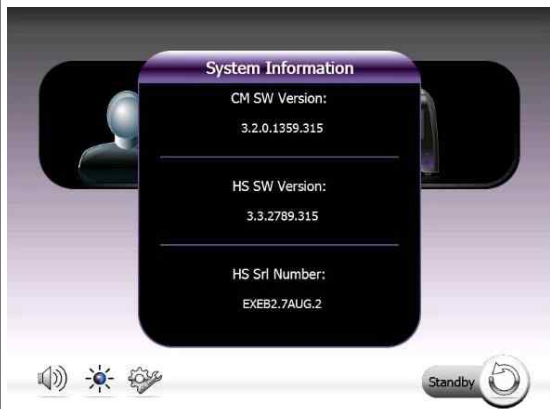 System Information
CM SW Version:
3.2.0.1359.315
HS SW Version:
3.3.2789.315
HS Srl Number:
EXEB2.7AUG.2
Standby